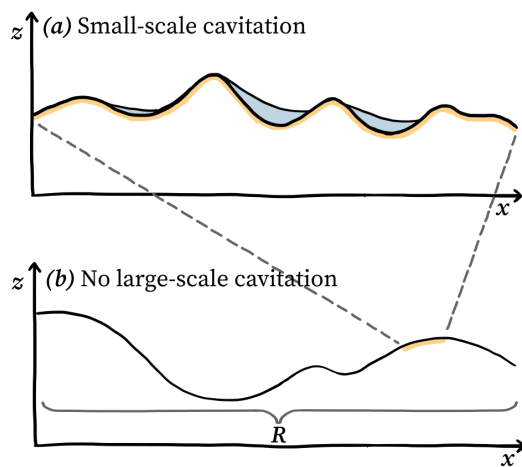 z (a) Small-scale cavitation
x
z (b) No large-scale cavitation
R
x